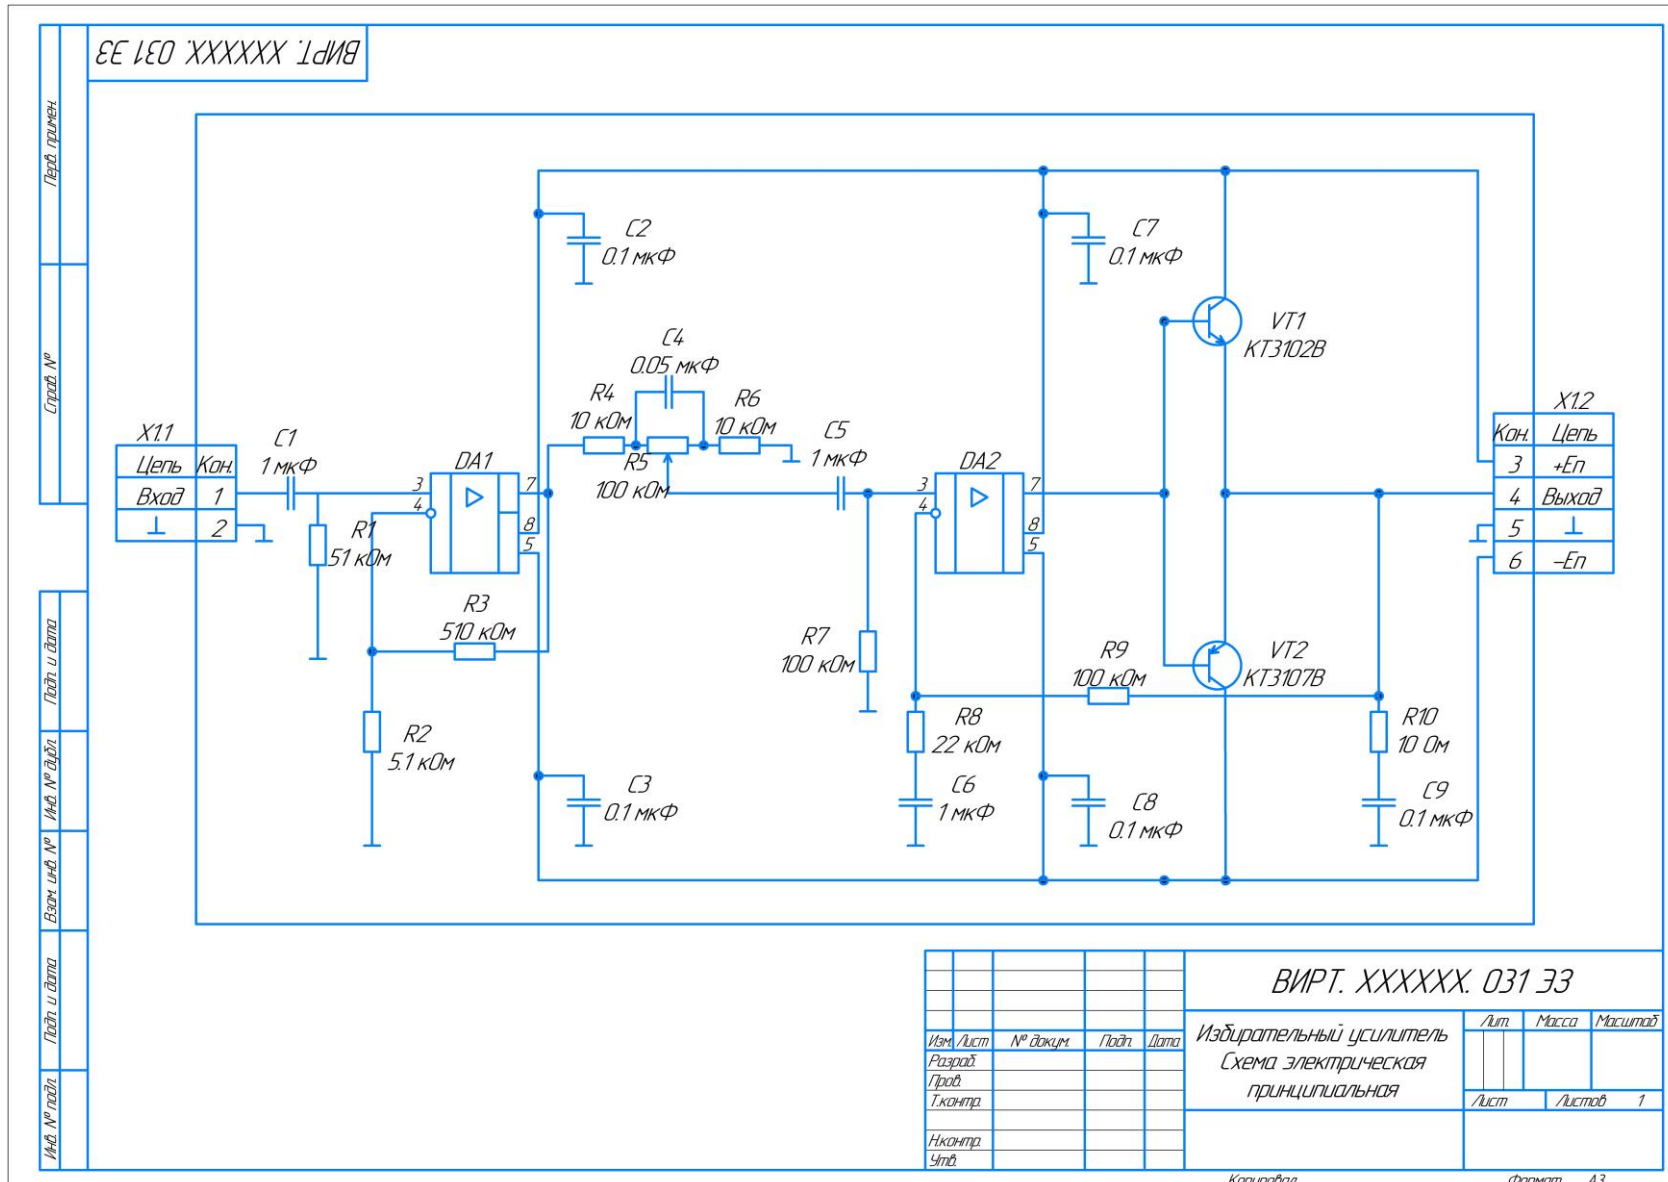 ВИРТ. XXXXXX. 031 ЭЗ
Перв. примен.
Справ. №
Подп. и дата
Инв. № дубл.
Взам. инв. №
Подп. и дата
Инв. № подл.
X1.1
Цепь Кон.
Вход 1
⊥ 2
C1
1 мкФ
R1
51 кОм
R2
5.1 кОм
R3
510 кОм
DA1
3
4
7
8
5
C2
0.1 мкФ
C3
0.1 мкФ
C4
0.05 мкФ
R4
10 кОм
R5
100 кОм
R6
10 кОм
C5
1 мкФ
R7
100 кОм
DA2
3
4
7
8
5
R8
22 кОм
C6
1 мкФ
C7
0.1 мкФ
C8
0.1 мкФ
R9
100 кОм
VT1
КТ3102В
VT2
КТ3107В
R10
10 Ом
C9
0.1 мкФ
X1.2
Кон. Цепь
3 +Еп
4 Выход
5 ⊥
6 –Еп
ВИРТ. XXXXXX. 031 ЭЗ
Изм. Лист № докум. Подп. Дата
Разраб.
Пров.
Т.контр.
Н.контр.
Утв.
Избирательный усилитель
Схема электрическая
принципиальная
Лит. Масса Масштаб
Лист Листов 1
Копировал Формат А3